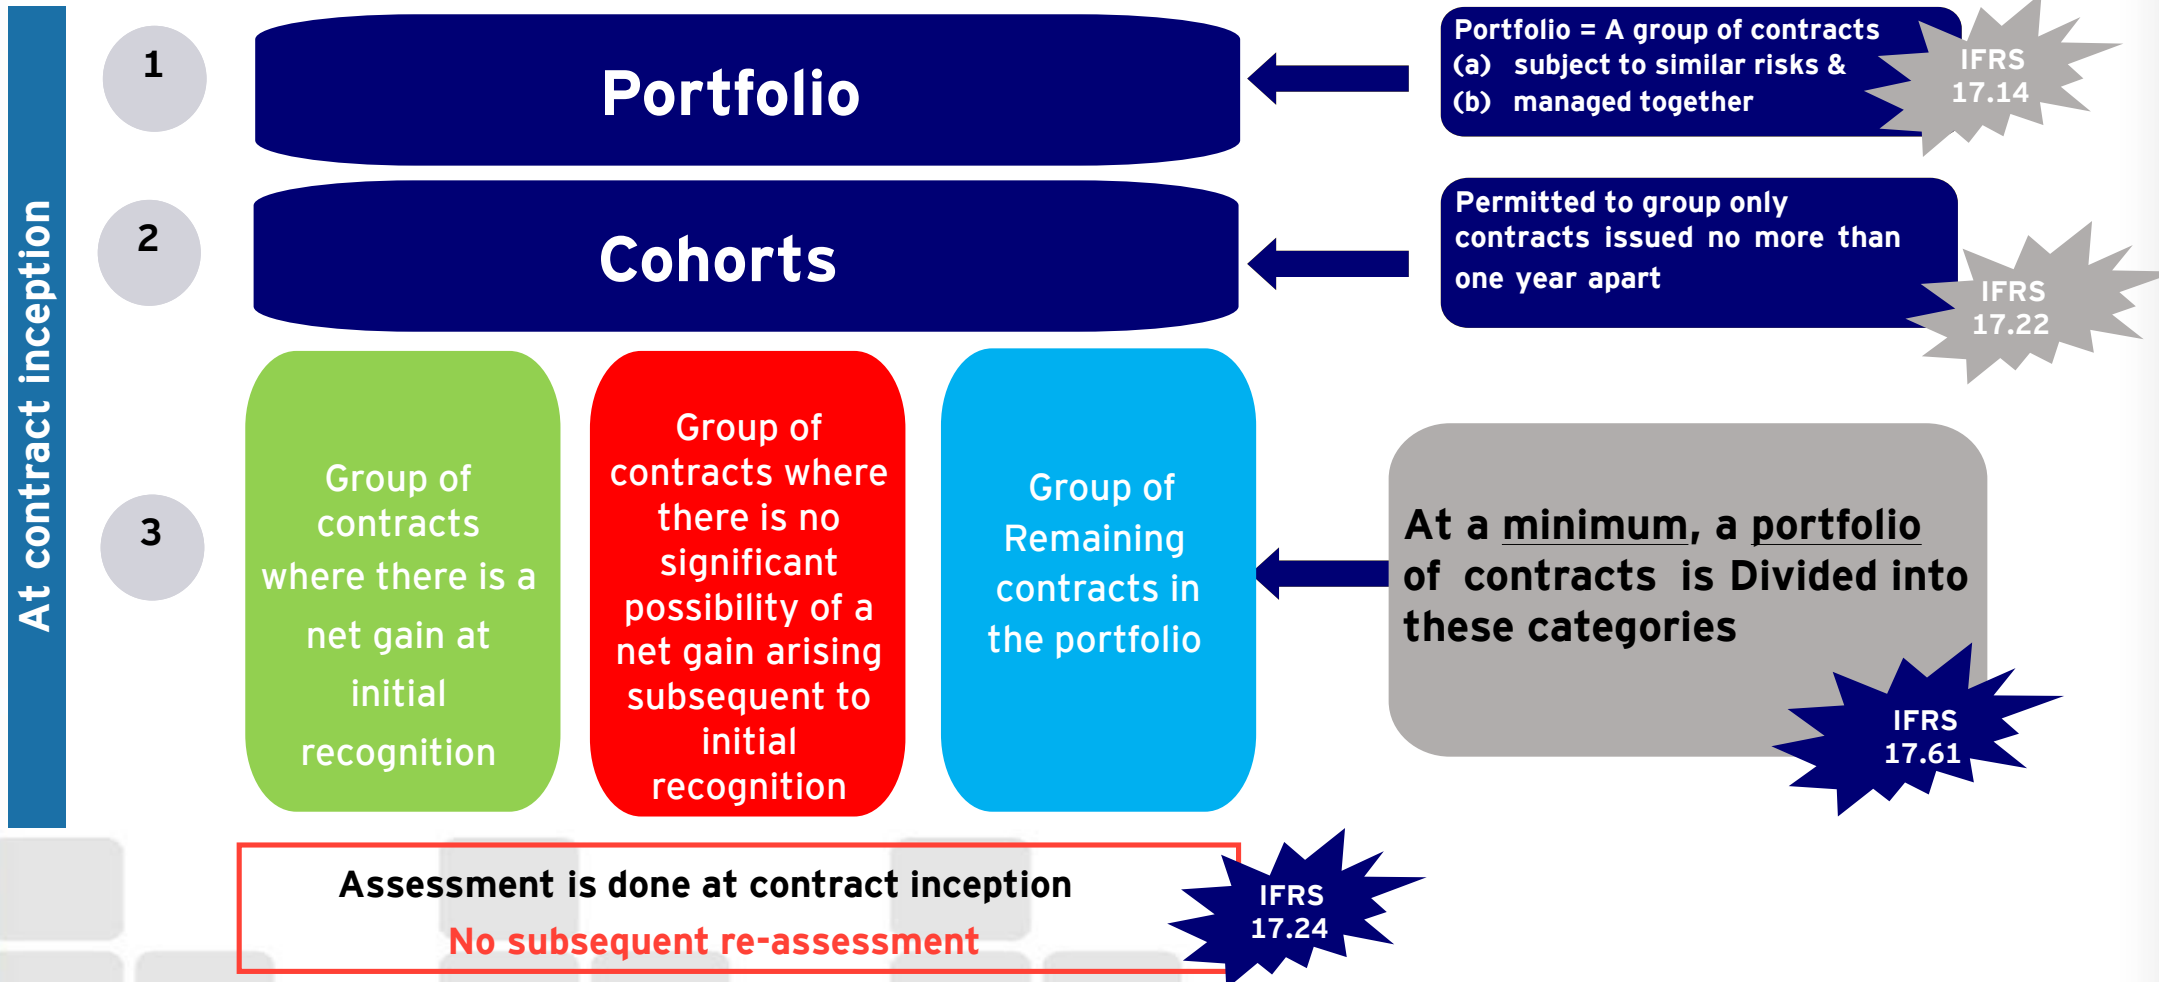 At contract inception
1
Portfolio
Portfolio = A group of contracts
(a) subject to similar risks &
(b) managed together
IFRS
17.14
2
Cohorts
Permitted to group only
contracts issued no more than
one year apart
IFRS
17.22
3
Group of
contracts
where there is a
net gain at
initial
recognition
Group of
contracts where
there is no
significant
possibility of a
net gain arising
subsequent to
initial
recognition
Group of
Remaining
contracts in
the portfolio
At a minimum, a portfolio
of contracts is Divided into
these categories
IFRS
17.61
Assessment is done at contract inception
No subsequent re-assessment
IFRS
17.24